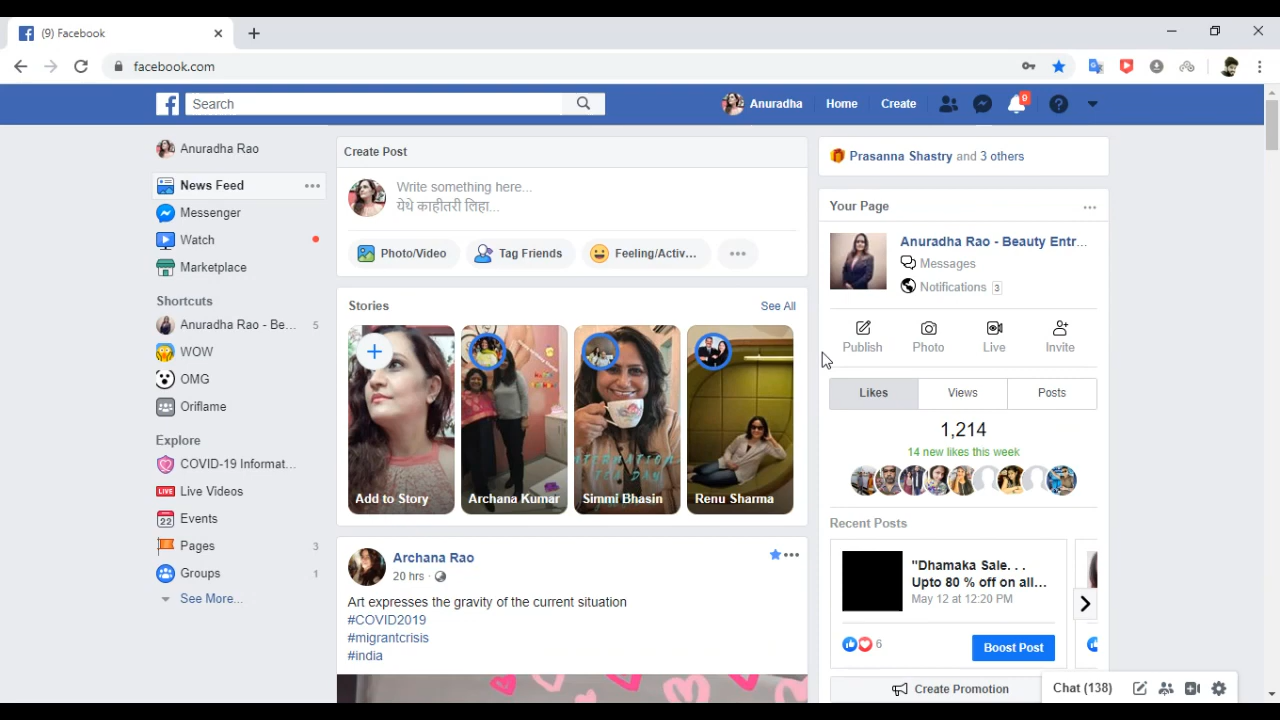 (9) Facebook
facebook.com
Search
Anuradha
Home
Create
9
Anuradha Rao
News Feed
Messenger
Watch
Marketplace
Shortcuts
Anuradha Rao - Be... 5
WOW
OMG
Oriflame
Explore
COVID-19 Informat...
LIVE Live Videos
22 Events
Pages 3
Groups 1
See More...
Create Post
Write something here...
येथे काहीतरी लिहा...
Photo/Video
Tag Friends
Feeling/Activ...
Stories
See All
Add to Story
Archana Kumar
Simmi Bhasin
Renu Sharma
Archana Rao
20 hrs ·
Art expresses the gravity of the current situation
#COVID2019
#migrantcrisis
#india
Prasanna Shastry and 3 others
Your Page
Anuradha Rao - Beauty Entr...
Messages
Notifications 3
Publish
Photo
Live
Invite
Likes
Views
Posts
1,214
14 new likes this week
Recent Posts
"Dhamaka Sale. . .
Upto 80 % off on all...
May 12 at 12:20 PM
6
Boost Post
Create Promotion
Chat (138)